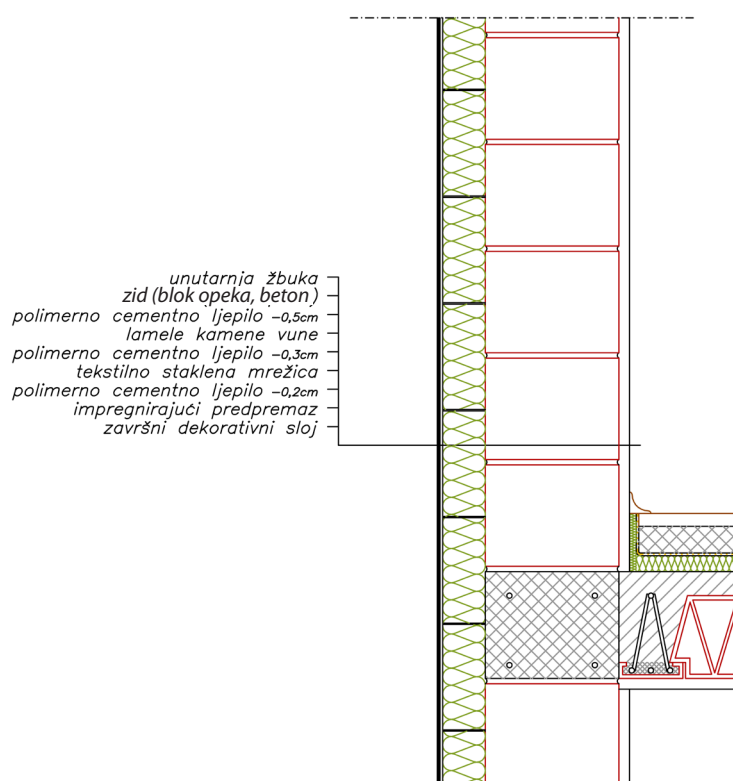 unutarnja žbuka
zid (blok opeka, beton )
polimerno cementno ljepilo -0,5cm
lamele kamene vune
polimerno cementno ljepilo -0,3cm
tekstilno staklena mrežica
polimerno cementno ljepilo -0,2cm
impregnirajući predpremaz
završni dekorativni sloj